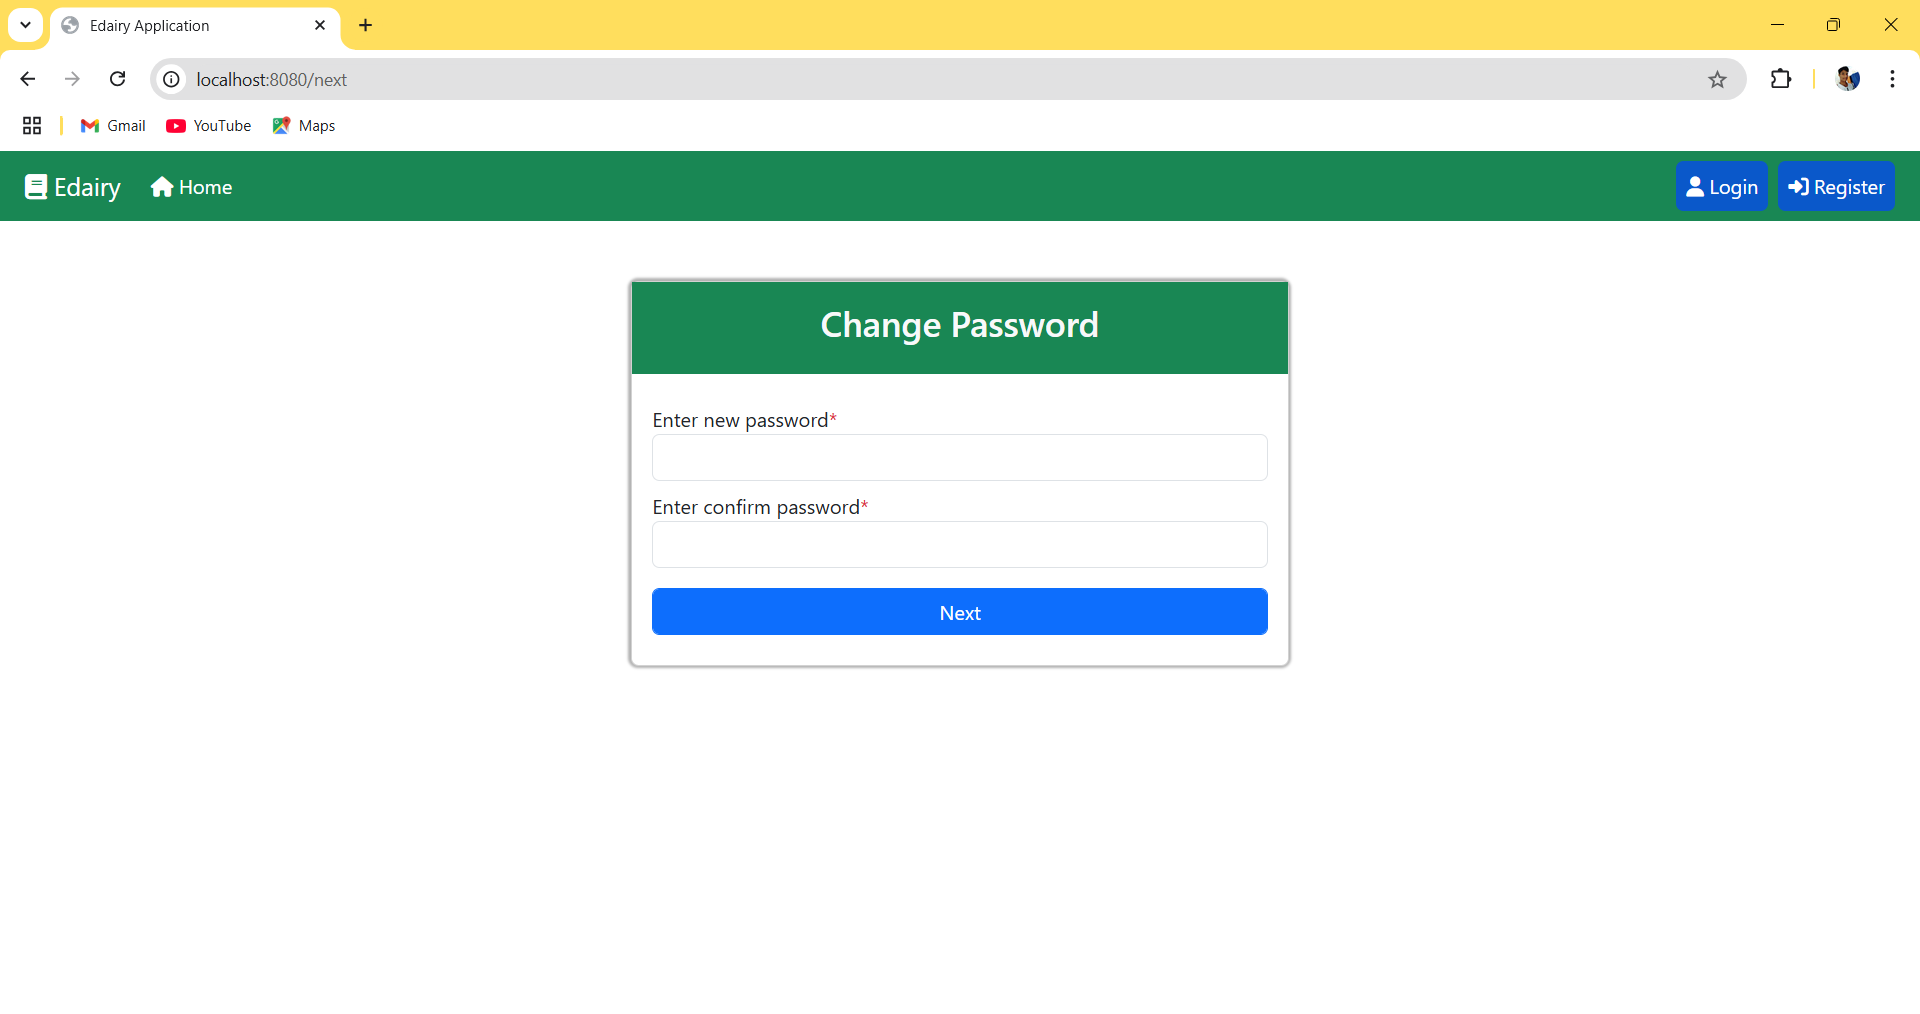 Edairy Application
localhost:8080/next
Gmail YouTube Maps
Edairy Home Login Register
Change Password
Enter new password*
Enter confirm password*
Next